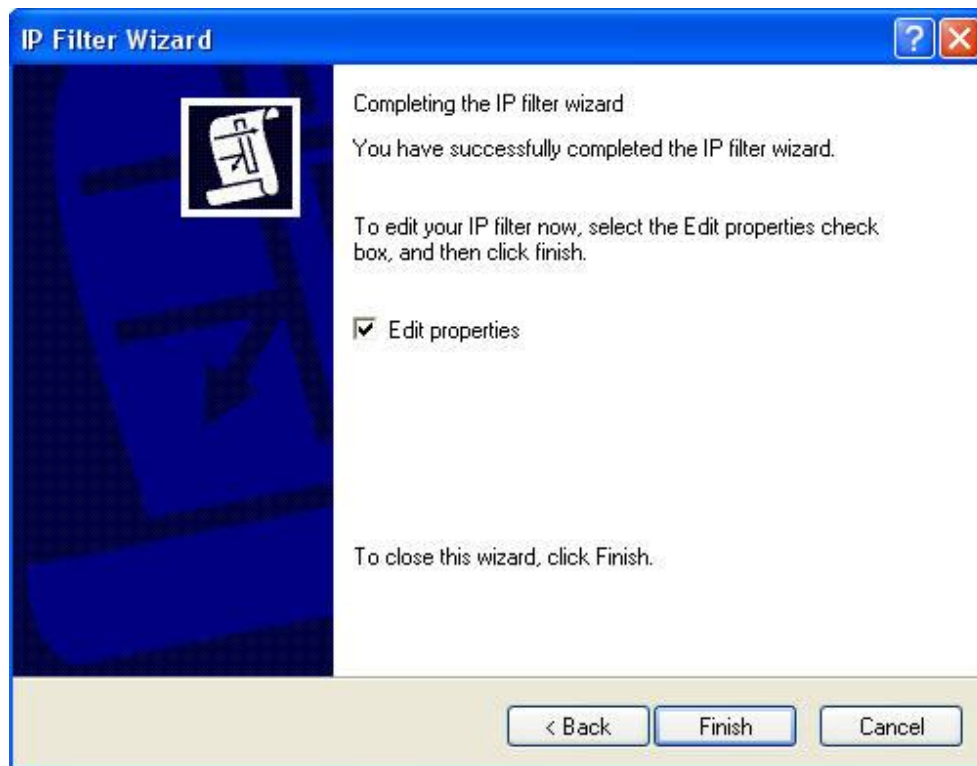 IP Filter Wizard
Completing the IP filter wizard
You have successfully completed the IP filter wizard.
To edit your IP filter now, select the Edit properties check
box, and then click finish.
Edit properties
To close this wizard, click Finish.
< Back
Finish
Cancel